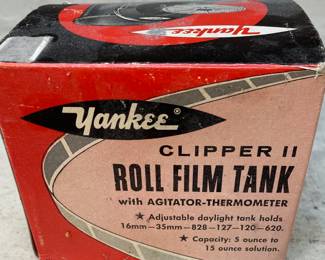 Yankee
Yankee®
CLIPPER II
ROLL FILM TANK
with AGITATOR-THERMOMETER
★ Adjustable daylight tank holds
16mm—35mm—828—127—120—620.
★ Capacity: 5 ounce to
15 ounce solution.